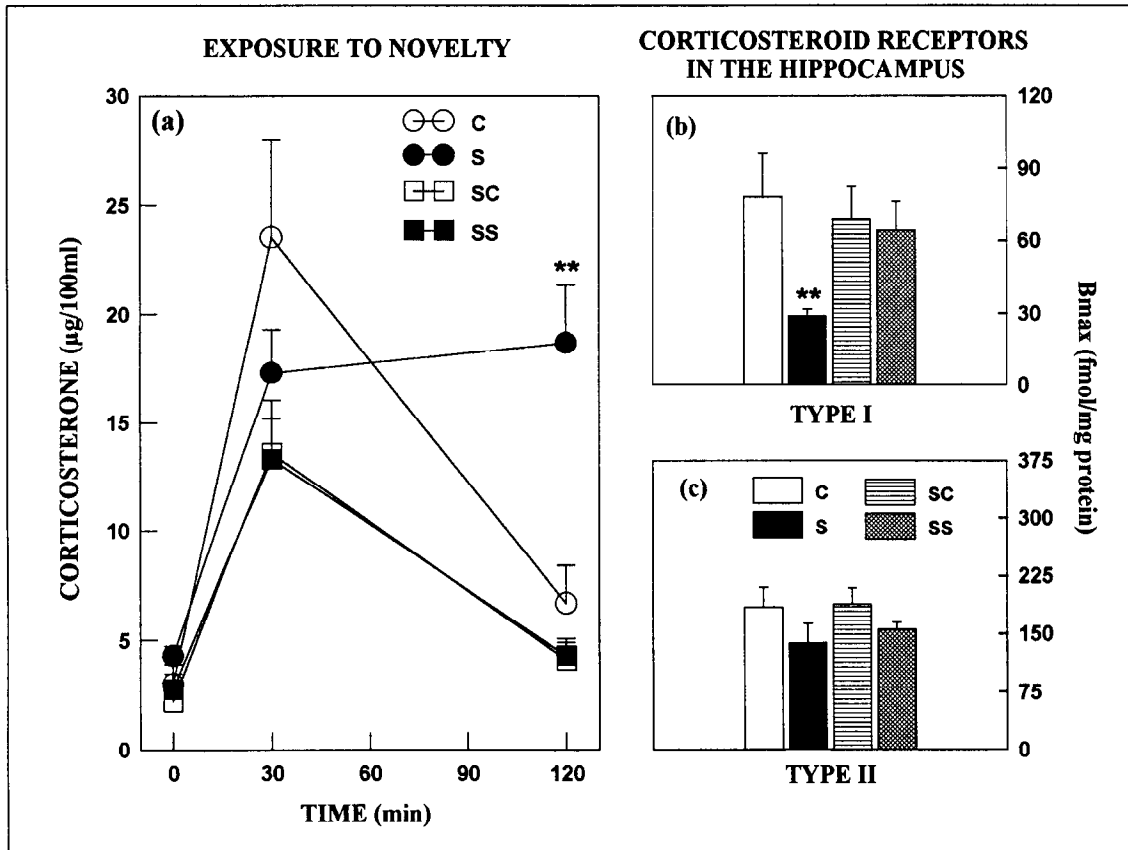 EXPOSURE TO NOVELTY
CORTICOSTEROID RECEPTORS
IN THE HIPPOCAMPUS
(a)
C
S
SC
SS
**
30
25
20
15
10
5
0
CORTICOSTERONE (µg/100ml)
0
30
60
90
120
TIME (min)
(b)
**
120
90
60
30
0
TYPE I
Bmax (fmol/mg protein)
(c)
C
SC
S
SS
375
300
225
150
75
0
TYPE II